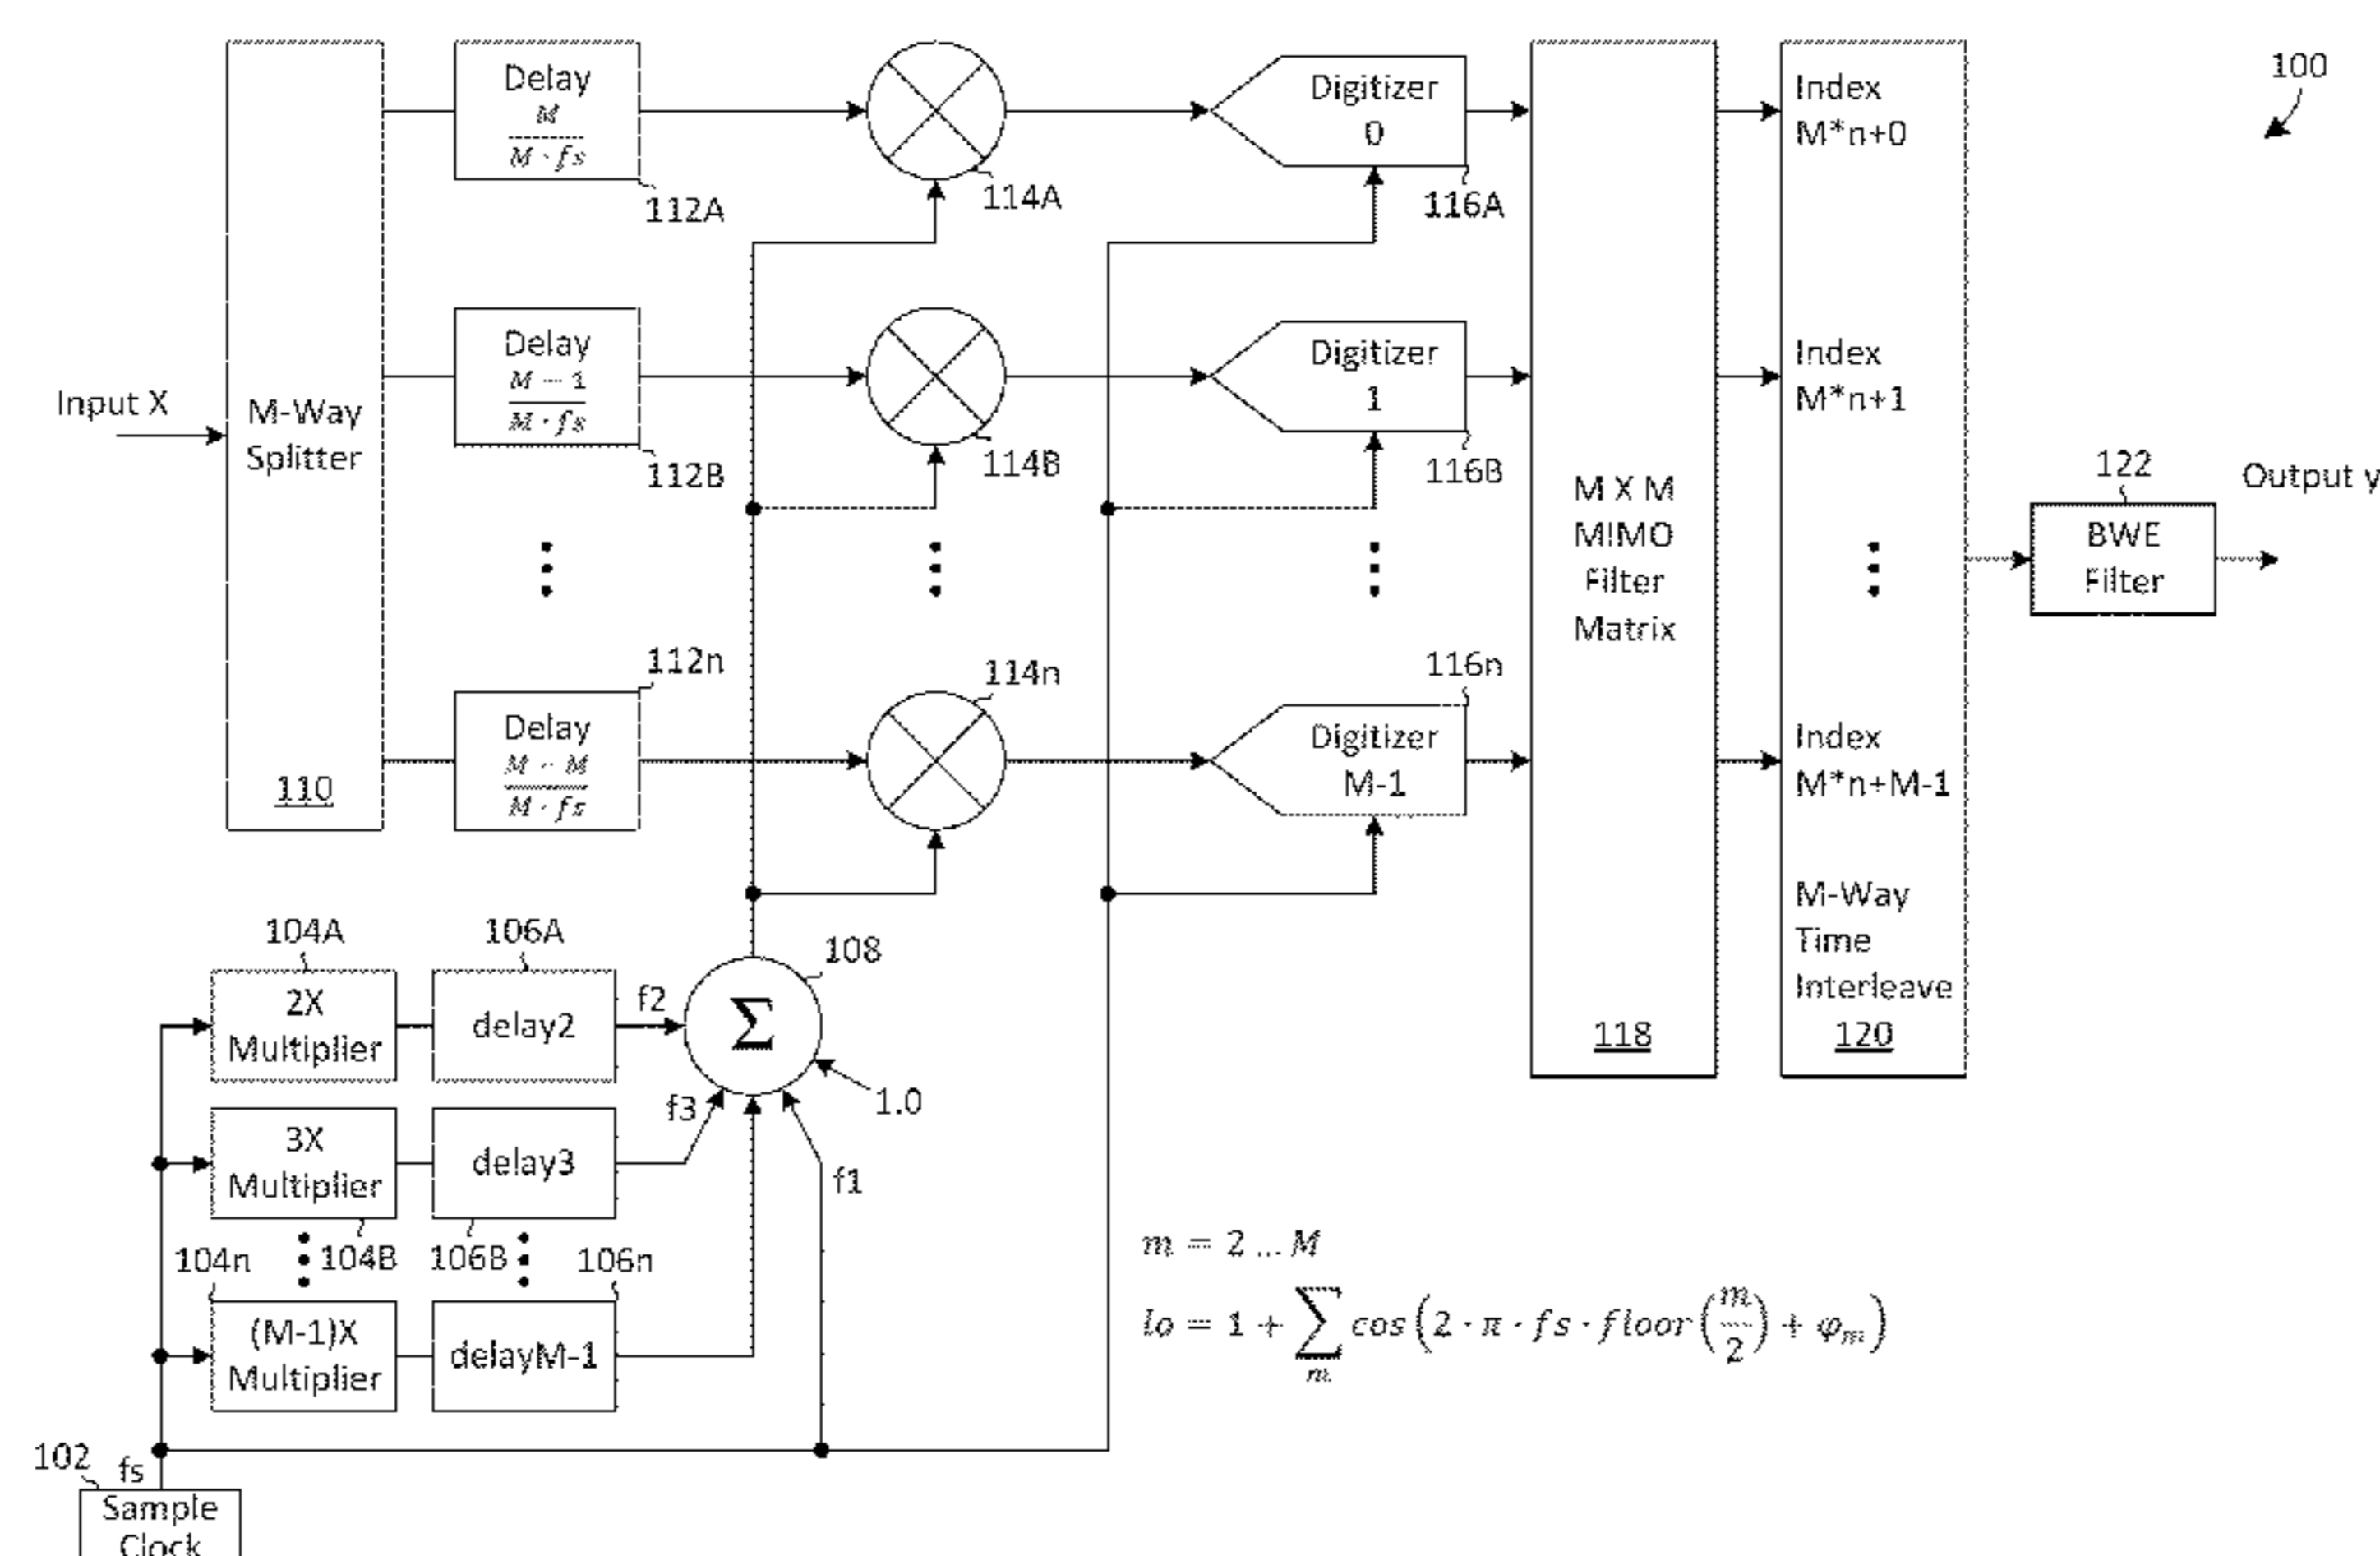 100
Input X
M-Way
Splitter
110
Delay
M
M · fs
112A
114A
Digitizer
0
116A
Delay
M − 1
M · fs
112B
114B
Digitizer
1
116B
Delay
M − M
M · fs
112n
114n
Digitizer
M-1
116n
M X M
MIMO
Filter
Matrix
118
Index
M*n+0
Index
M*n+1
Index
M*n+M-1
M-Way
Time
Interleave
120
122
BWE
Filter
Output y
104A
2X
Multiplier
106A
delay2
f2
108
Σ
1.0
3X
Multiplier
104B
delay3
106B
f3
f1
104n
(M-1)X
Multiplier
106n
delayM-1
102
fs
Sample
Clock
m = 2 … M
lo = 1 + ∑ₘ cos(2 · π · fs · floor(m/2) + φₘ)